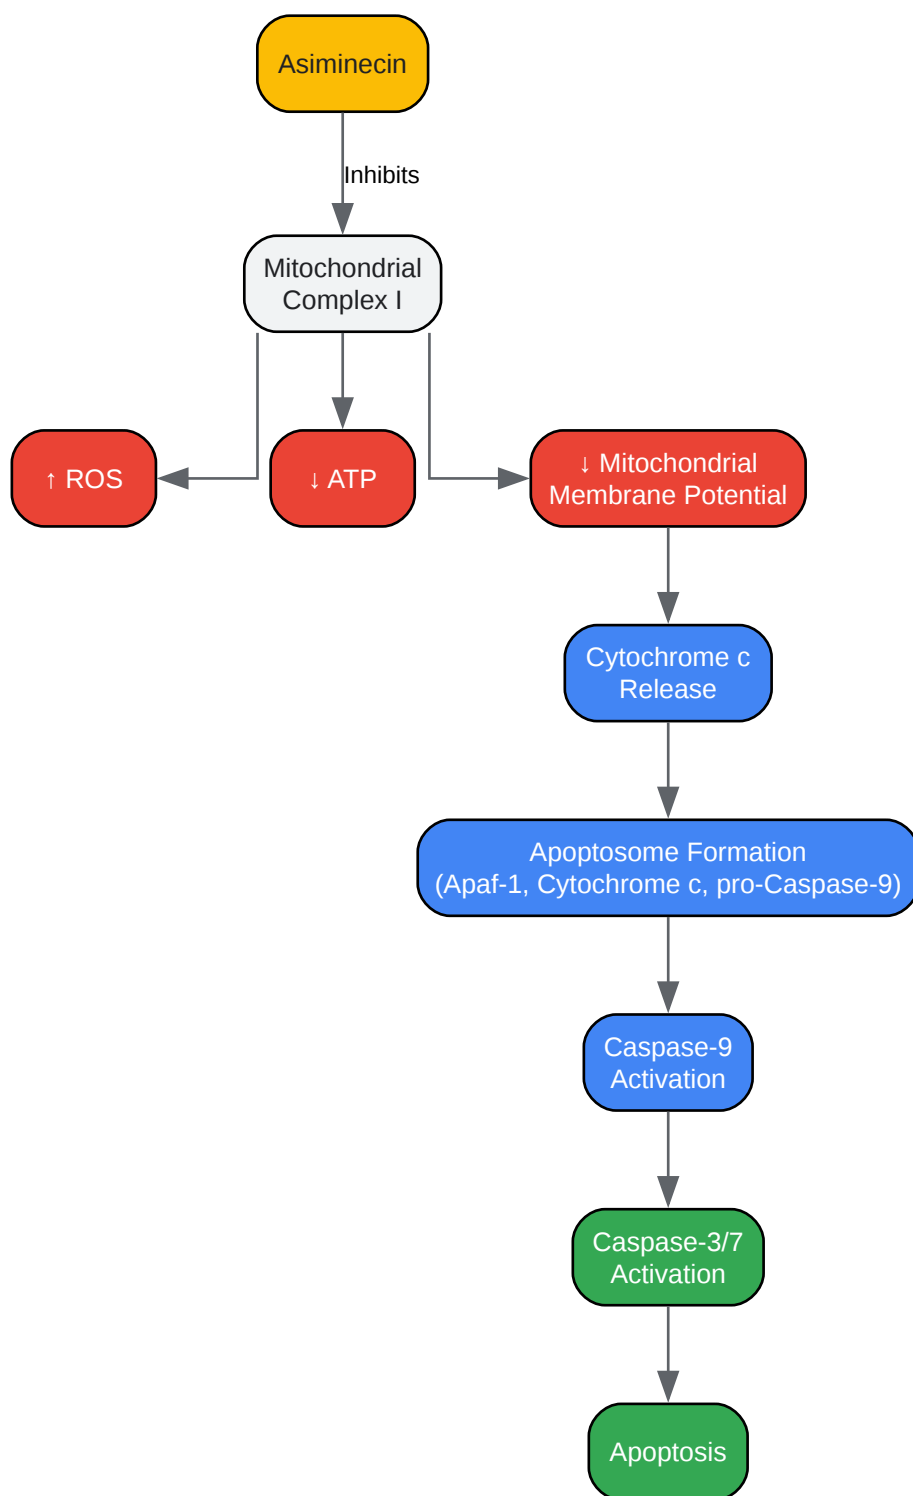 Asiminecin
Inhibits
Mitochondrial
Complex I
↑ ROS
↓ ATP
↓ Mitochondrial
Membrane Potential
Cytochrome c
Release
Apoptosome Formation
(Apaf-1, Cytochrome c, pro-Caspase-9)
Caspase-9
Activation
Caspase-3/7
Activation
Apoptosis